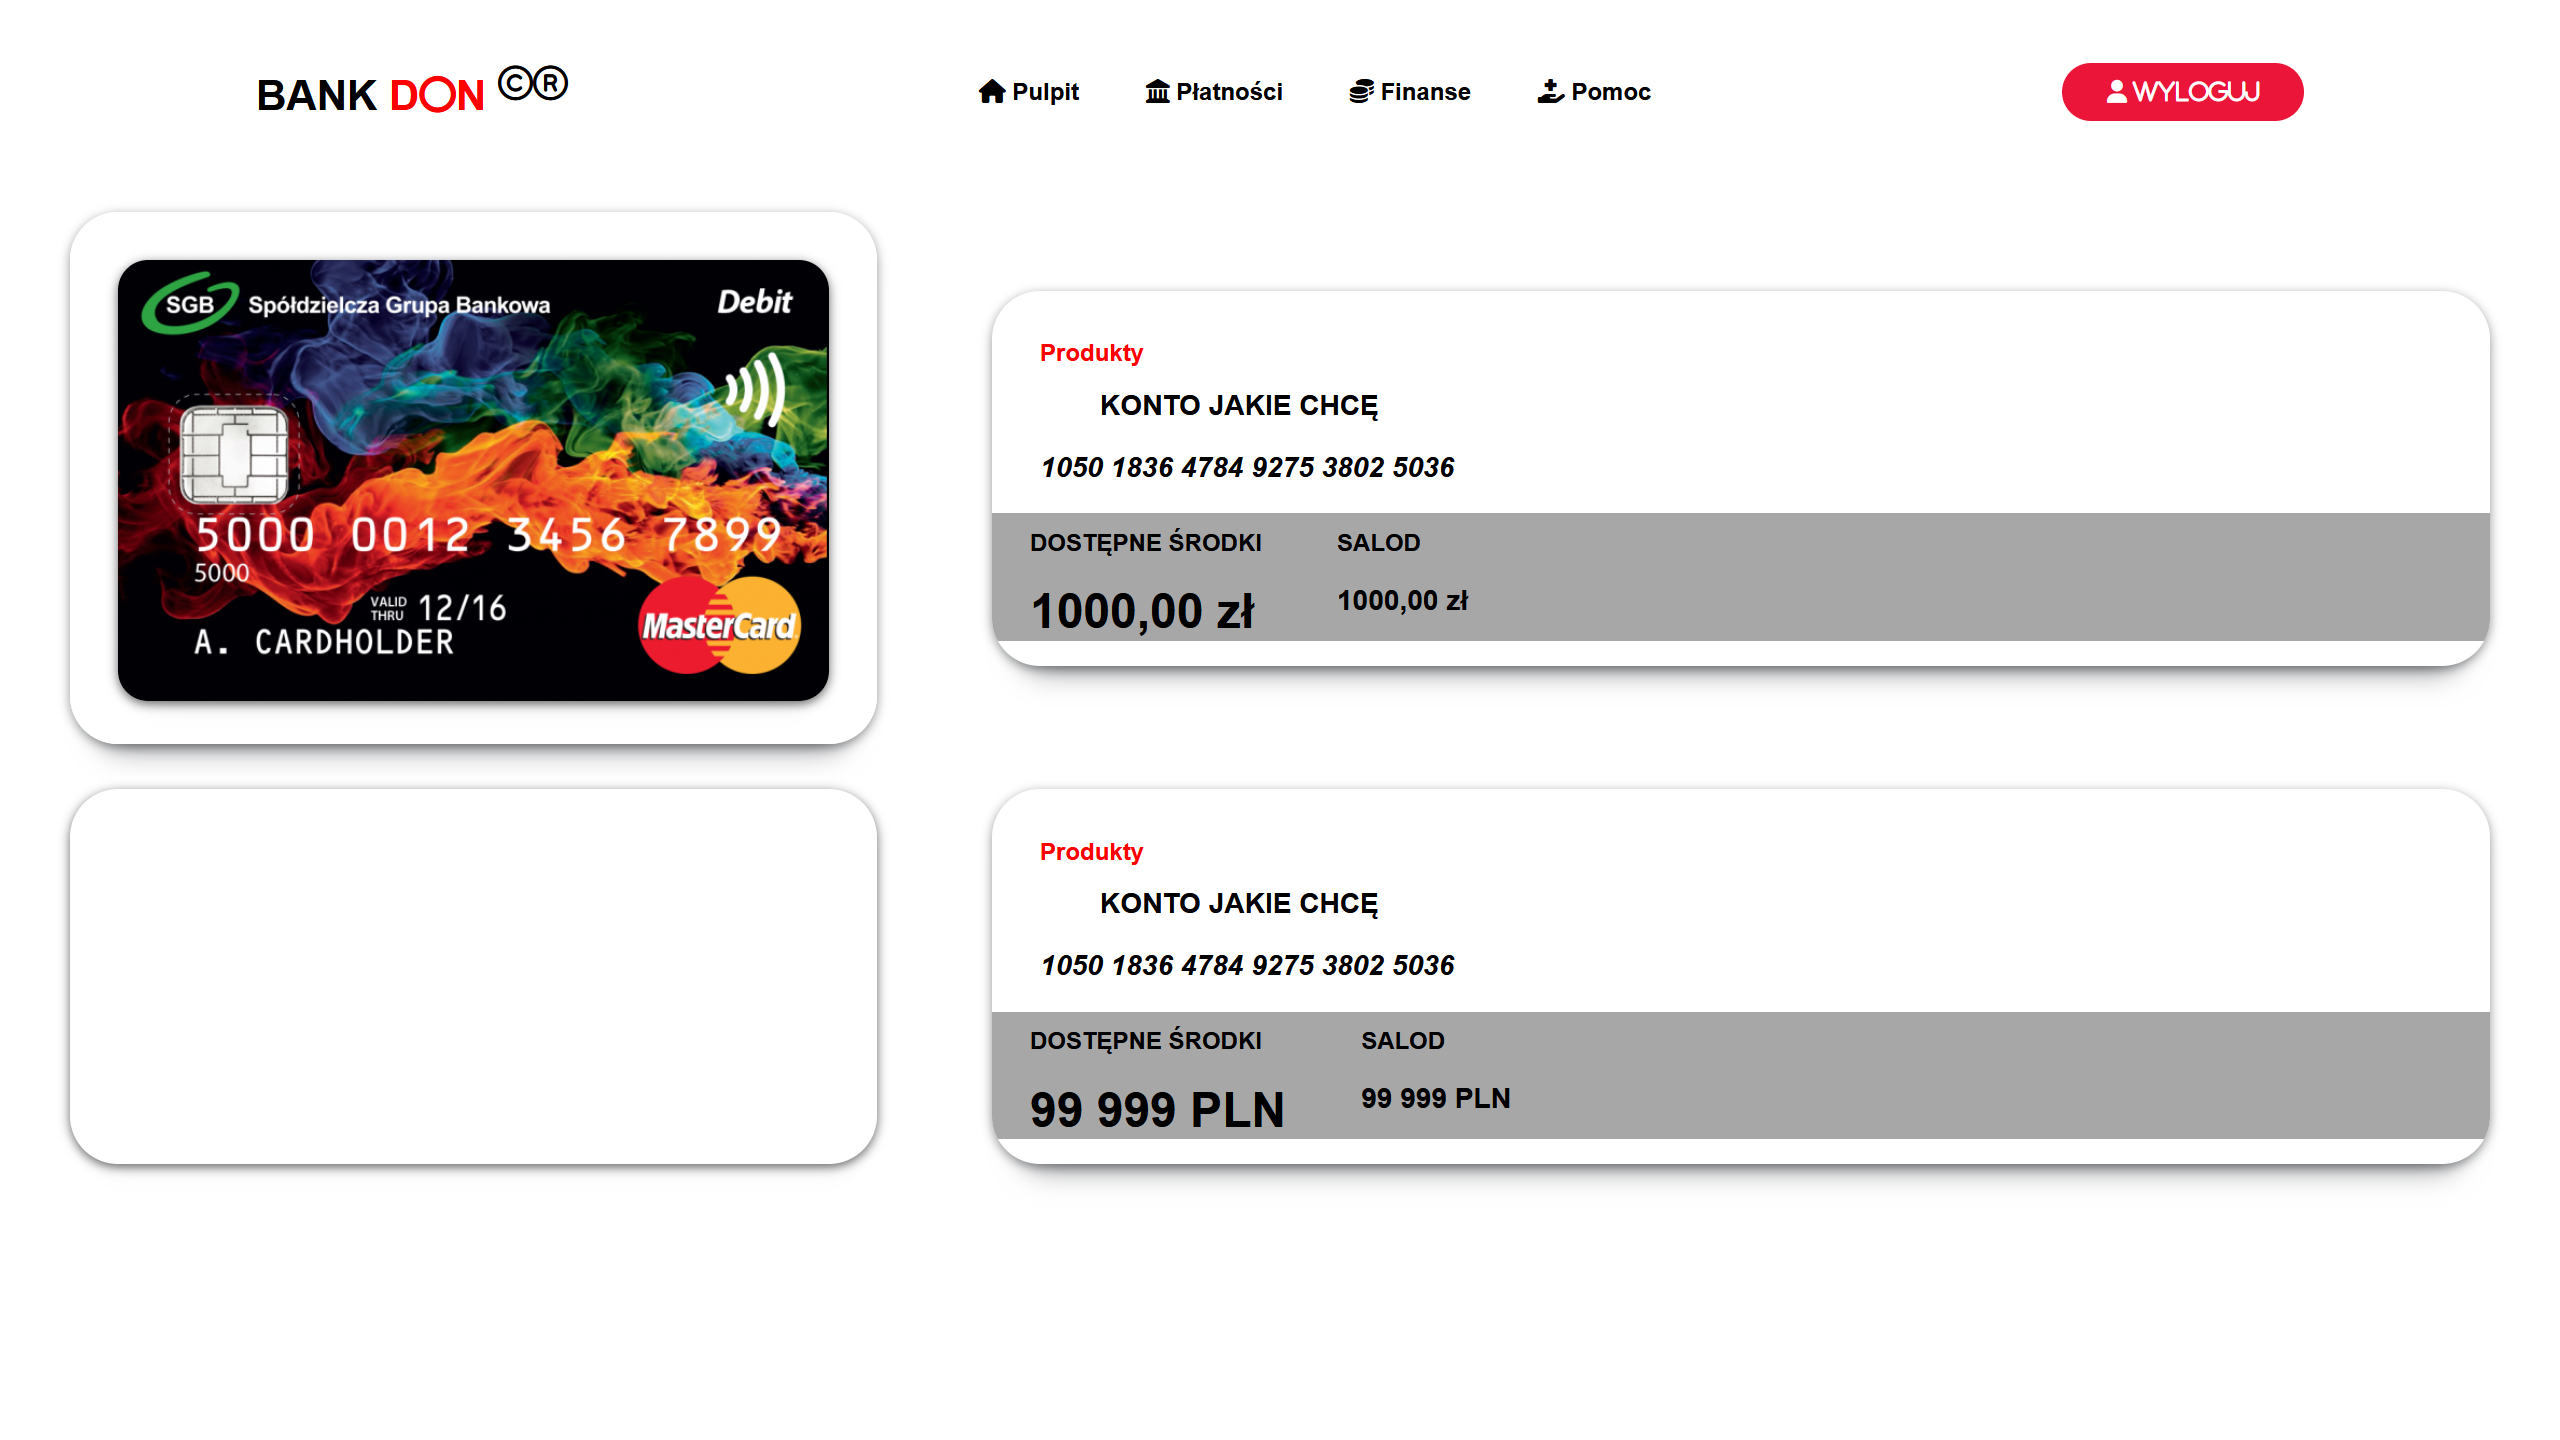 BANK DON ©®
Pulpit
Płatności
Finanse
Pomoc
WYLOGUJ
SGB Spółdzielcza Grupa Bankowa
Debit
5000 0012 3456 7899
5000
VALID THRU 12/16
A. CARDHOLDER
MasterCard
Produkty
KONTO JAKIE CHCĘ
1050 1836 4784 9275 3802 5036
DOSTĘPNE ŚRODKI SALOD
1000,00 zł 1000,00 zł
Produkty
KONTO JAKIE CHCĘ
1050 1836 4784 9275 3802 5036
DOSTĘPNE ŚRODKI SALOD
99 999 PLN 99 999 PLN